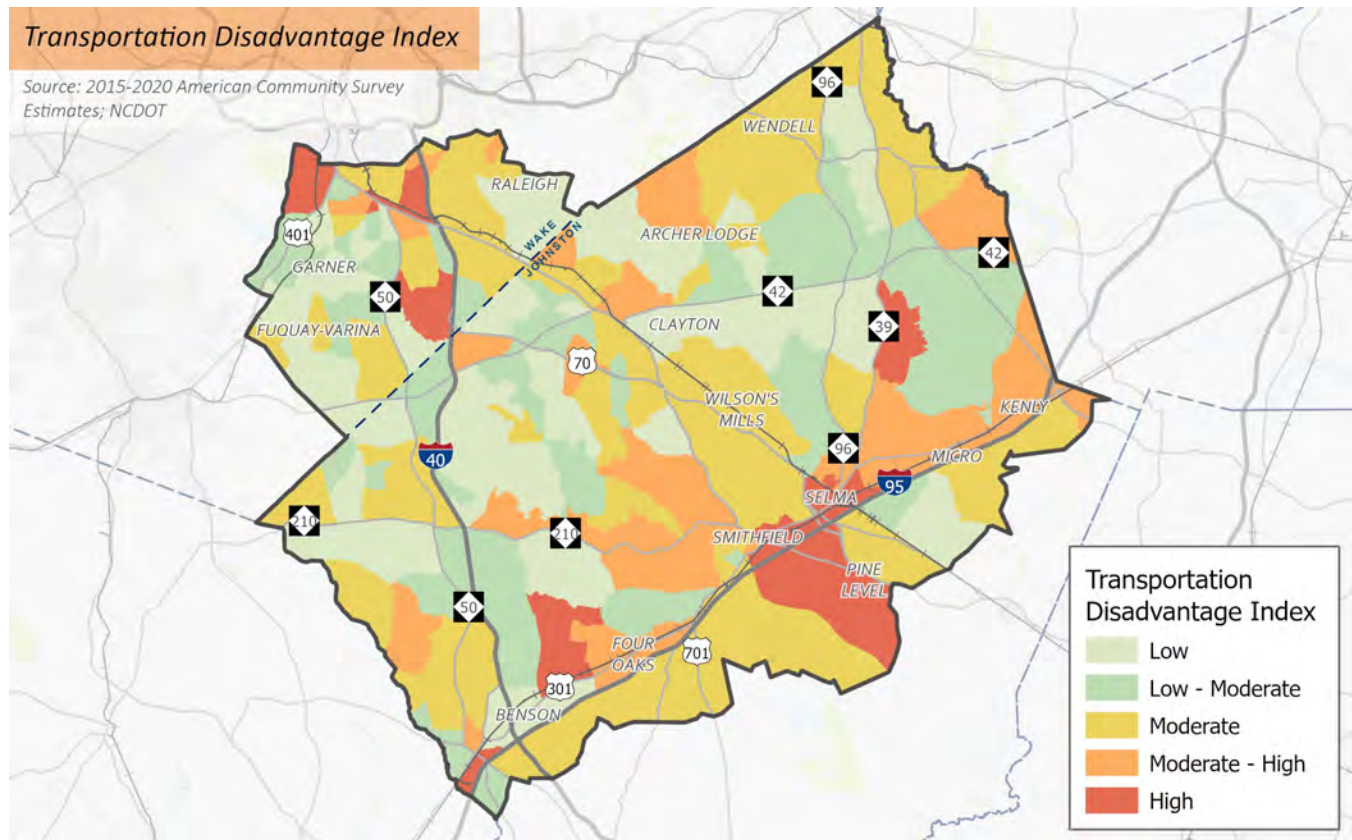 Transportation Disadvantage Index
Source: 2015-2020 American Community Survey
Estimates; NCDOT
96
WENDELL
RALEIGH
401
WAKE
JOHNSTON
ARCHER LODGE
42
GARNER
50
42
FUQUAY-VARINA
CLAYTON
39
70
WILSON'S
MILLS
KENLY
40
96
MICRO
95
SELMA
210
210
SMITHFIELD
PINE
LEVEL
50
FOUR
OAKS
701
301
BENSON
Transportation
Disadvantage Index
Low
Low - Moderate
Moderate
Moderate - High
High